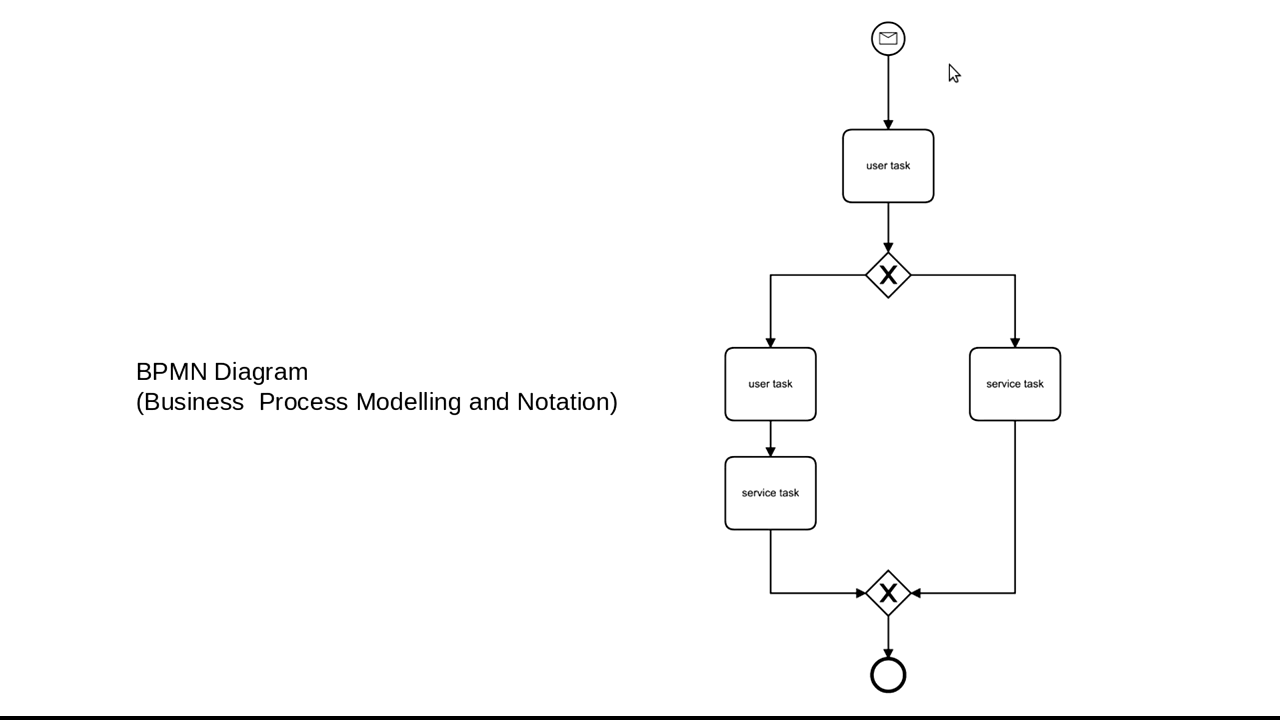 user task
X
user task
service task
BPMN Diagram
(Business  Process Modelling and Notation)
service task
X